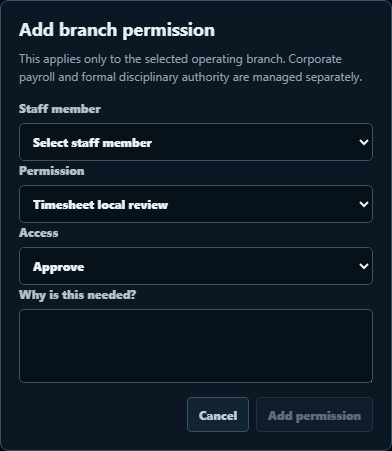 Add branch permission
This applies only to the selected operating branch. Corporate
payroll and formal disciplinary authority are managed separately.
Staff member
Select staff member
Permission
Timesheet local review
Access
Approve
Why is this needed?
Cancel
Add permission